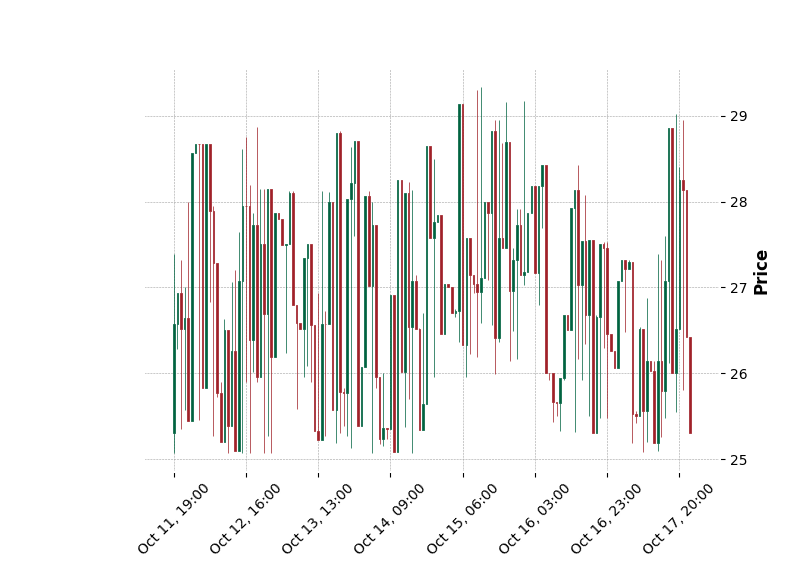 29
28
27
26
25
Price
Oct 11, 19:00
Oct 12, 16:00
Oct 13, 13:00
Oct 14, 09:00
Oct 15, 06:00
Oct 16, 03:00
Oct 16, 23:00
Oct 17, 20:00